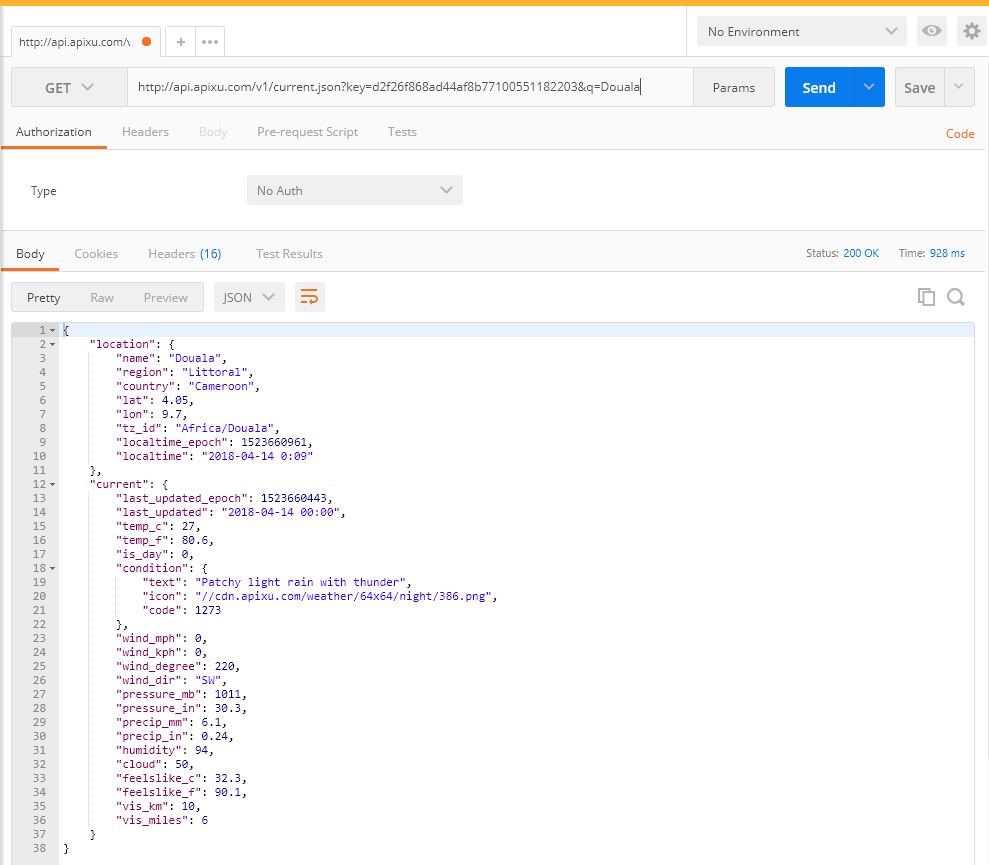 http://api.apixu.com/v
No Environment
GET http://api.apixu.com/v1/current.json?key=d2f26f868ad44af8b77100551182203&q=Douala Params Send Save
Authorization Headers Body Pre-request Script Tests Code
Type No Auth
Body Cookies Headers (16) Test Results Status: 200 OK Time: 928 ms
Pretty Raw Preview JSON
1 {
2 "location": {
3 "name": "Douala",
4 "region": "Littoral",
5 "country": "Cameroon",
6 "lat": 4.05,
7 "lon": 9.7,
8 "tz_id": "Africa/Douala",
9 "localtime_epoch": 1523660961,
10 "localtime": "2018-04-14 0:09"
11 },
12 "current": {
13 "last_updated_epoch": 1523660443,
14 "last_updated": "2018-04-14 00:00",
15 "temp_c": 27,
16 "temp_f": 80.6,
17 "is_day": 0,
18 "condition": {
19 "text": "Patchy light rain with thunder",
20 "icon": "//cdn.apixu.com/weather/64x64/night/386.png",
21 "code": 1273
22 },
23 "wind_mph": 0,
24 "wind_kph": 0,
25 "wind_degree": 220,
26 "wind_dir": "SW",
27 "pressure_mb": 1011,
28 "pressure_in": 30.3,
29 "precip_mm": 6.1,
30 "precip_in": 0.24,
31 "humidity": 94,
32 "cloud": 50,
33 "feelslike_c": 32.3,
34 "feelslike_f": 90.1,
35 "vis_km": 10,
36 "vis_miles": 6
37 }
38 }